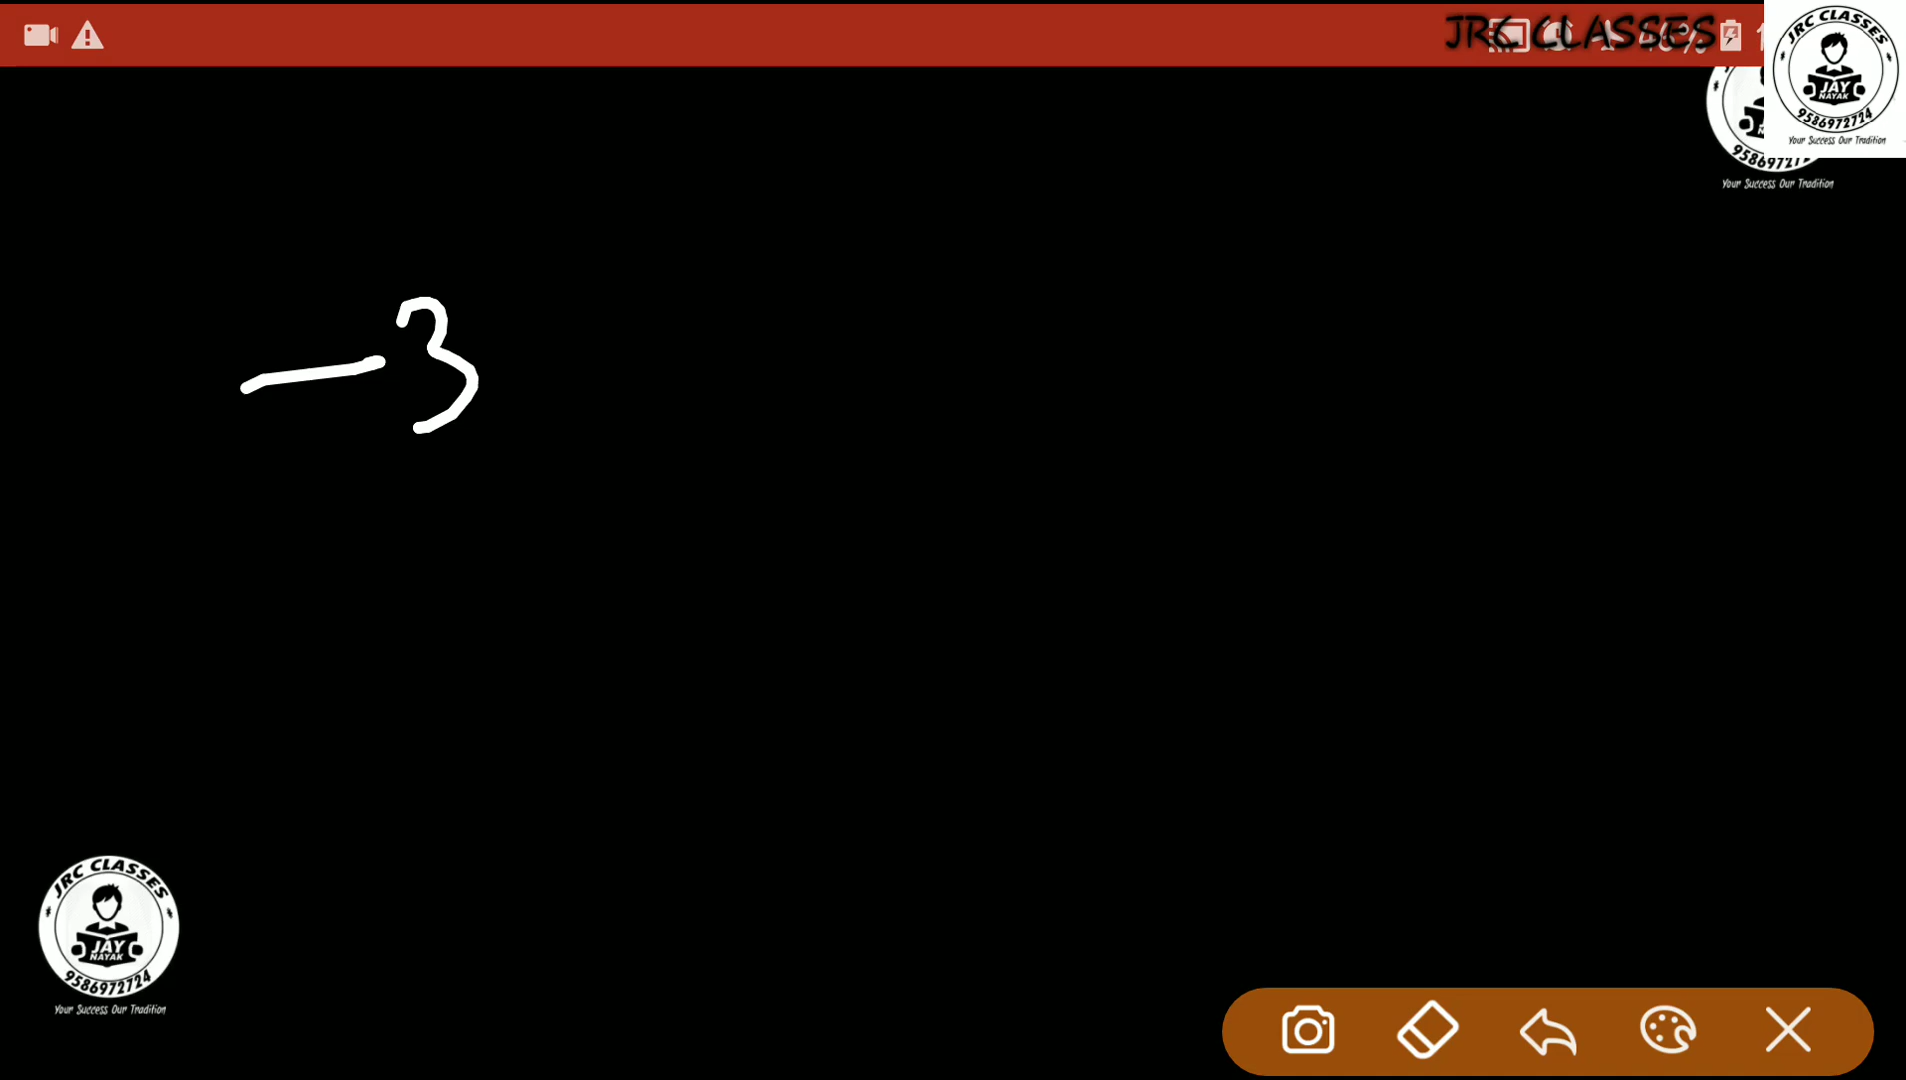 JRC CLASSES 46%
JRC CLASSES
JAY
NAYAK
9586972724
Your Success Our Tradition
Your Success Our Tradition
-3
JRC CLASSES
JAY
NAYAK
9586972724
Your Success Our Tradition